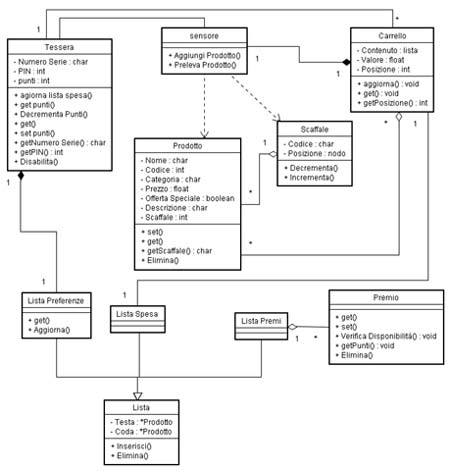 1
*
Tessera
- Numero Serie : char
- PIN : int
- punti : int
+ agiorna lista spesa()
+ get punti()
+ Decrementa Punti()
+ get()
+ set punti()
+ getNumero Serie() : char
+ getPIN() : int
+ Disabilita()
1
1
sensore
+ Aggiungi Prodotto()
+ Preleva Prodotto()
1
1
Carrello
- Contenuto : lista
- Valore : float
- Posizione : int
+ aggiorna() : void
+ get() : void
+ getPosizione() : int
*
1
Scaffale
- Codice : char
- Posizione : nodo
+ Decrementa()
+ Incrementa()
1
Prodotto
- Nome : char
- Codice : int
- Categoria : char
- Prezzo : float
- Offerta Speciale : boolean
- Descrizione : char
- Scaffale : int
+ set()
+ get()
+ getScaffale() : char
+ Elimina()
*
*
1
Lista Preferenze
+ get()
+ Aggiorna()
1
Lista Spesa
Lista Premi
1
*
Premio
+ get()
+ set()
+ Verifica Disponibilitá() : void
+ getPunti() : void
+ Elimina()
Lista
- Testa : *Prodotto
- Coda : *Prodotto
+ Inserisci()
+ Elimina()